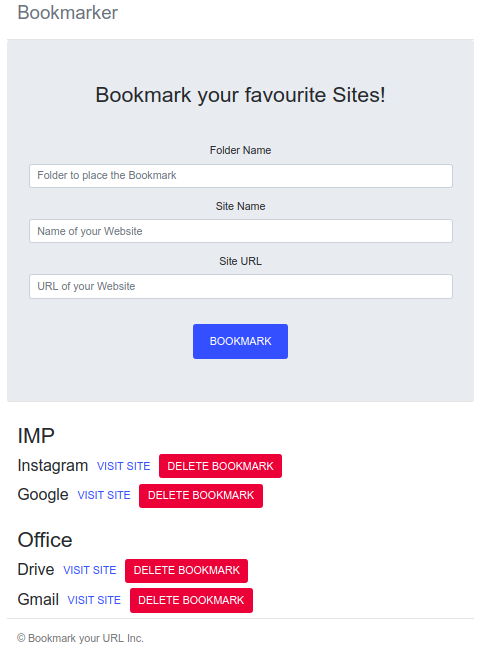 Bookmarker
Bookmark your favourite Sites!
Folder Name
Folder to place the Bookmark
Site Name
Name of your Website
Site URL
URL of your Website
BOOKMARK
IMP
Instagram VISIT SITE DELETE BOOKMARK
Google VISIT SITE DELETE BOOKMARK
Office
Drive VISIT SITE DELETE BOOKMARK
Gmail VISIT SITE DELETE BOOKMARK
© Bookmark your URL Inc.